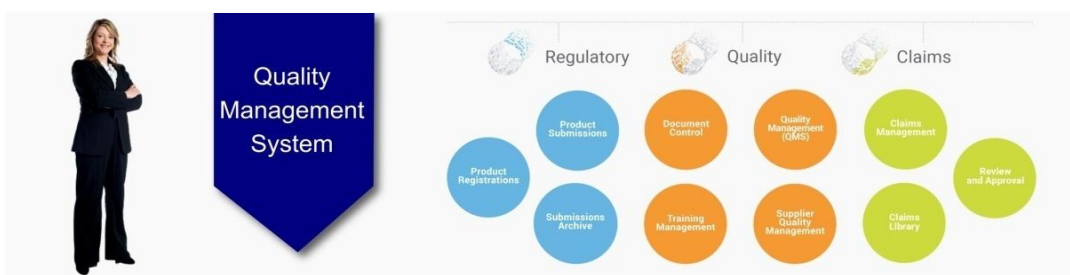 Quality
Management
System
Regulatory
Quality
Claims
Product
Registrations
Product
Submissions
Submissions
Archive
Document
Control
Training
Management
Quality
Management
(QMS)
Supplier
Quality
Management
Claims
Management
Claims
Library
Review
and Approval